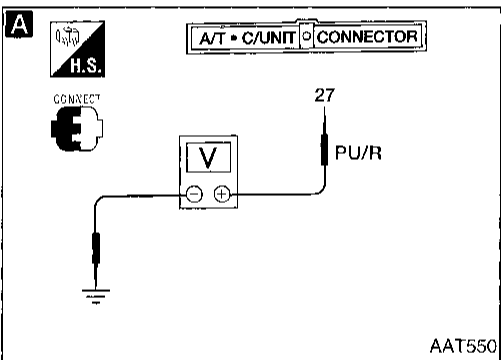 A
H.S.
A/T • C/UNIT CONNECTOR
CONNECT
27
PU/R
V
− +
AAT550